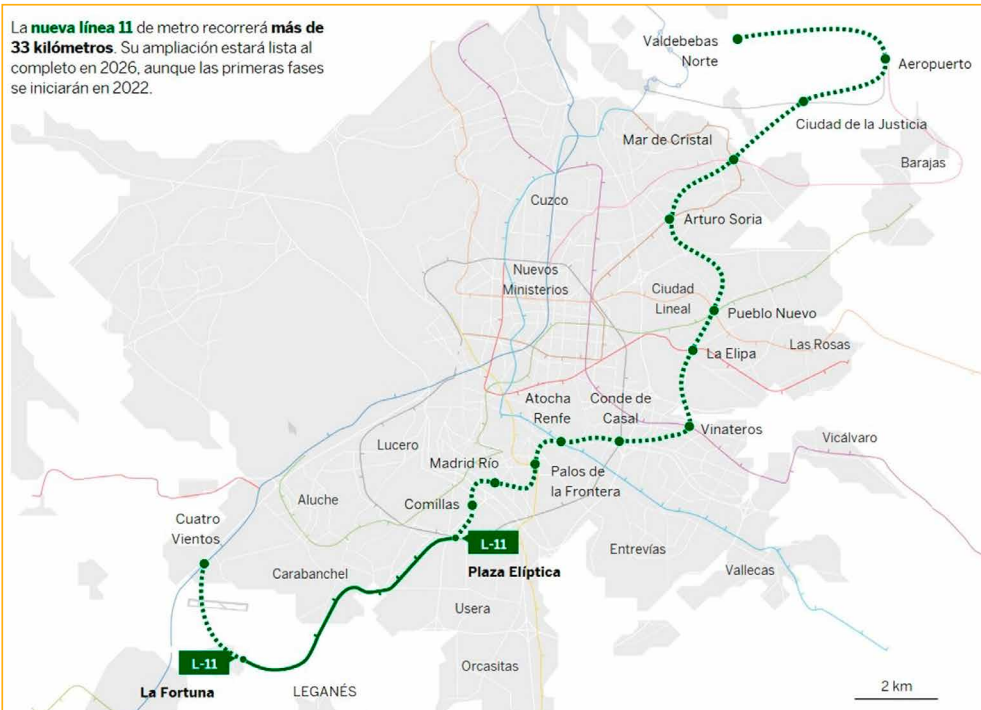 La nueva línea 11 de metro recorrerá más de
33 kilómetros. Su ampliación estará lista al
completo en 2026, aunque las primeras fases
se iniciarán en 2022.
Valdebebas
Norte
Aeropuerto
Ciudad de la Justicia
Mar de Cristal
Barajas
Cuzco
Arturo Soria
Nuevos
Ministerios
Ciudad
Lineal
Pueblo Nuevo
Las Rosas
La Elipa
Atocha
Renfe
Conde de
Casal
Vinateros
Vicálvaro
Lucero
Madrid Río
Palos de
la Frontera
Aluche
Comillas
Cuatro
Vientos
L-11
Plaza Elíptica
Entrevías
Vallecas
Carabanchel
Usera
L-11
La Fortuna
LEGANÉS
Orcasitas
2 km